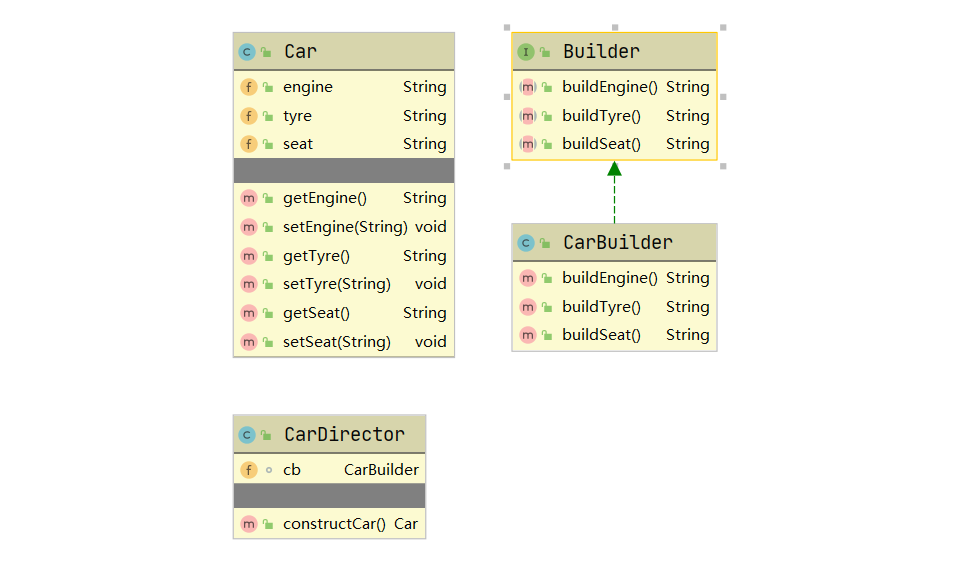 C Car
f engine String
f tyre String
f seat String
m getEngine() String
m setEngine(String) void
m getTyre() String
m setTyre(String) void
m getSeat() String
m setSeat(String) void
I Builder
m buildEngine() String
m buildTyre() String
m buildSeat() String
C CarBuilder
m buildEngine() String
m buildTyre() String
m buildSeat() String
C CarDirector
f cb CarBuilder
m constructCar() Car